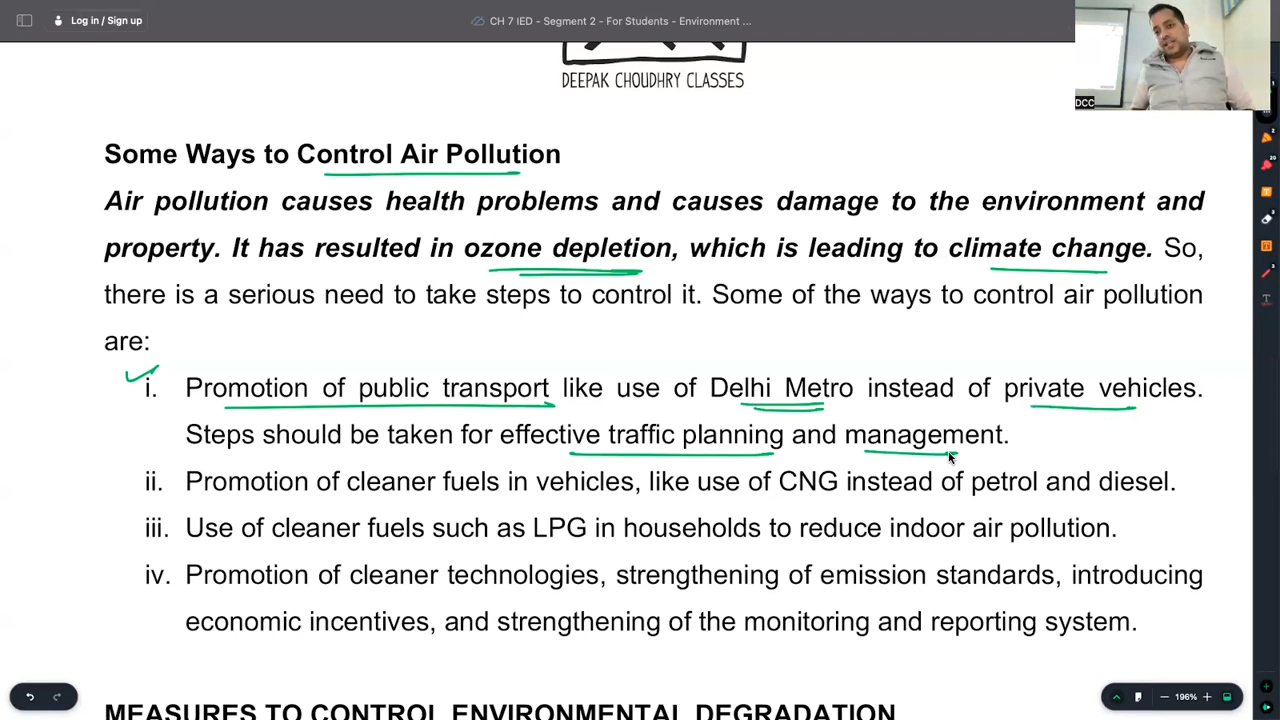 Log in / Sign up
CH 7 IED - Segment 2 - For Students - Environment ...
DEEPAK CHOUDHRY CLASSES
DCC
Some Ways to Control Air Pollution
Air pollution causes health problems and causes damage to the environment and
property. It has resulted in ozone depletion, which is leading to climate change. So,
there is a serious need to take steps to control it. Some of the ways to control air pollution
are:
i. Promotion of public transport like use of Delhi Metro instead of private vehicles.
Steps should be taken for effective traffic planning and management.
ii. Promotion of cleaner fuels in vehicles, like use of CNG instead of petrol and diesel.
iii. Use of cleaner fuels such as LPG in households to reduce indoor air pollution.
iv. Promotion of cleaner technologies, strengthening of emission standards, introducing
economic incentives, and strengthening of the monitoring and reporting system.
196%
MEASURES TO CONTROL ENVIRONMENTAL DEGRADATION